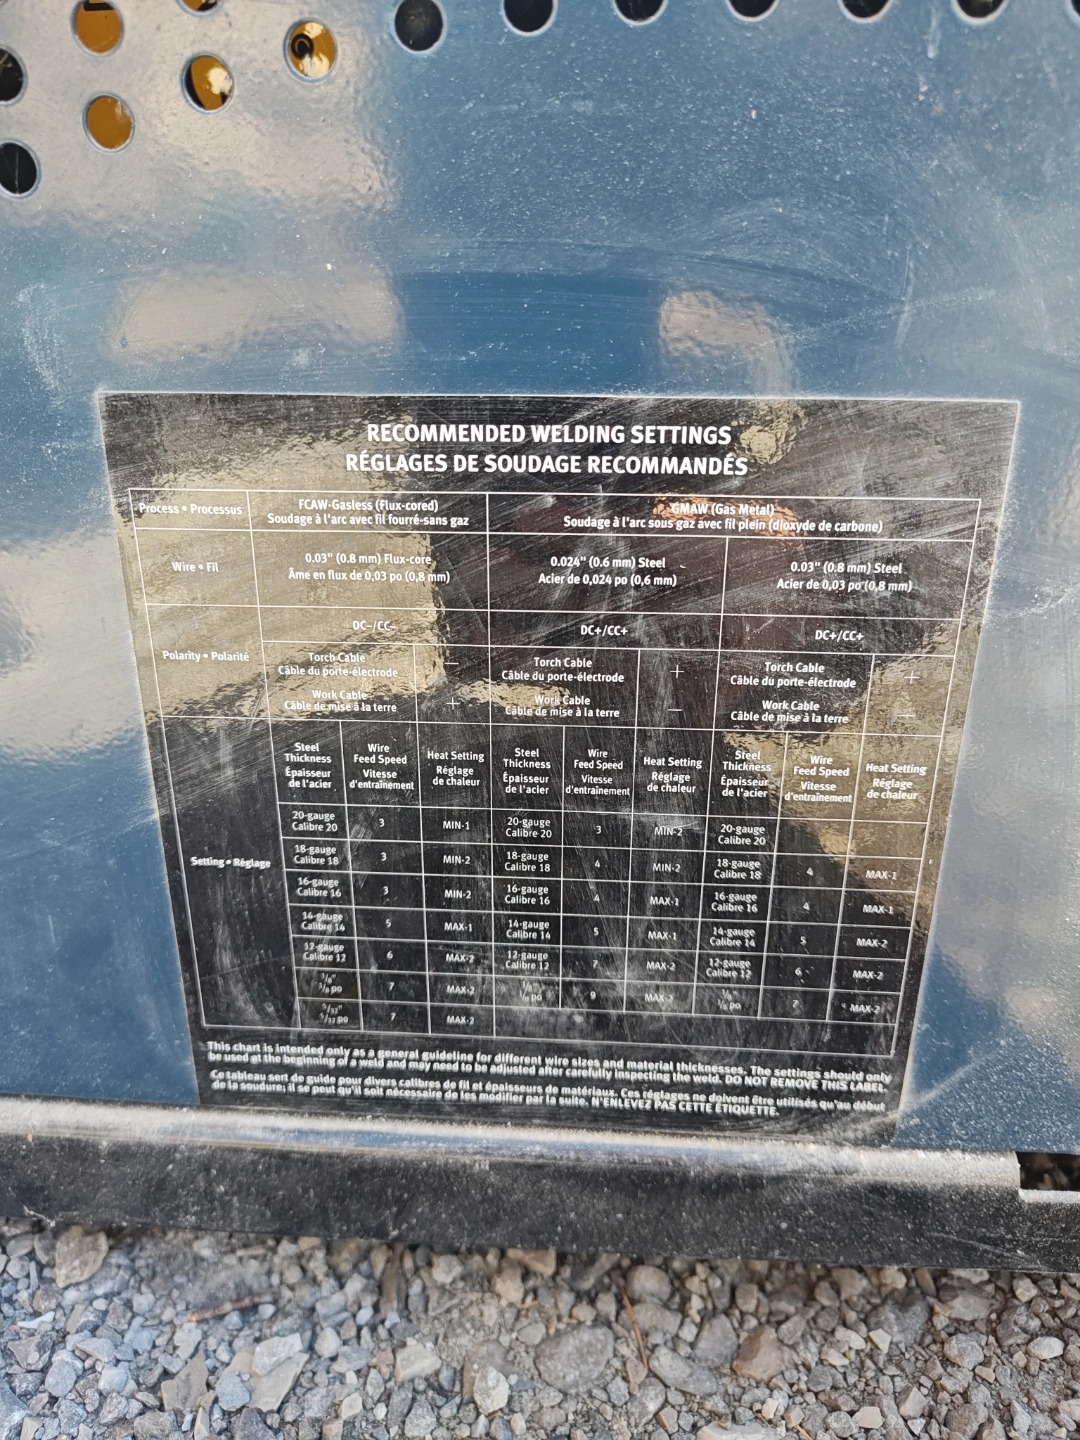 RECOMMENDED WELDING SETTINGS
RÉGLAGES DE SOUDAGE RECOMMANDÉS
Process • Processus
FCAW-Gasless (Flux-cored)
Soudage à l'arc avec fil fourré-sans gaz
GMAW (Gas Metal)
Soudage à l'arc sous gaz avec fil plein (dioxyde de carbone)
Wire • Fil
0.03" (0.8 mm) Flux-core
Âme en flux de 0,03 po (0,8 mm)
0.024" (0.6 mm) Steel
Acier de 0,024 po (0,6 mm)
0.03" (0.8 mm) Steel
Acier de 0,03 po (0,8 mm)
Polarity • Polarité
DC–/CC–
DC+/CC+
DC+/CC+
Torch Cable
Câble du porte-électrode
–
Torch Cable
Câble du porte-électrode
+
Torch Cable
Câble du porte-électrode
+
Work Cable
Câble de mise à la terre
+
Work Cable
Câble de mise à la terre
–
Work Cable
Câble de mise à la terre
–
Setting • Réglage
Steel
Thickness
Épaisseur
de l'acier
Wire
Feed Speed
Vitesse
d'entraînement
Heat Setting
Réglage
de chaleur
Steel
Thickness
Épaisseur
de l'acier
Wire
Feed Speed
Vitesse
d'entraînement
Heat Setting
Réglage
de chaleur
Steel
Thickness
Épaisseur
de l'acier
Wire
Feed Speed
Vitesse
d'entraînement
Heat Setting
Réglage
de chaleur
20-gauge
Calibre 20
3
MIN-1
20-gauge
Calibre 20
3
MIN-2
20-gauge
Calibre 20
18-gauge
Calibre 18
3
MIN-2
18-gauge
Calibre 18
4
MIN-2
18-gauge
Calibre 18
4
MAX-1
16-gauge
Calibre 16
3
MIN-2
16-gauge
Calibre 16
4
MAX-1
16-gauge
Calibre 16
4
MAX-1
14-gauge
Calibre 14
5
MAX-1
14-gauge
Calibre 14
5
MAX-1
14-gauge
Calibre 14
5
MAX-2
12-gauge
Calibre 12
6
MAX-2
12-gauge
Calibre 12
7
MAX-2
12-gauge
Calibre 12
6
MAX-2
1/8"
1/8 po
7
MAX-2
1/8 po
9
MAX-2
1/8 po
7
MAX-2
5/32"
5/32 po
7
MAX-2
This chart is intended only as a general guideline for different wire sizes and material thicknesses. The settings should only
be used at the beginning of a weld and may need to be adjusted after carefully inspecting the weld. DO NOT REMOVE THIS LABEL.
Ce tableau sert de guide pour divers calibres de fil et épaisseurs de matériaux. Ces réglages ne doivent être utilisés qu'au début
de la soudure. Il se peut qu'il soit nécessaire de les modifier par la suite. N'ENLEVEZ PAS CETTE ÉTIQUETTE.